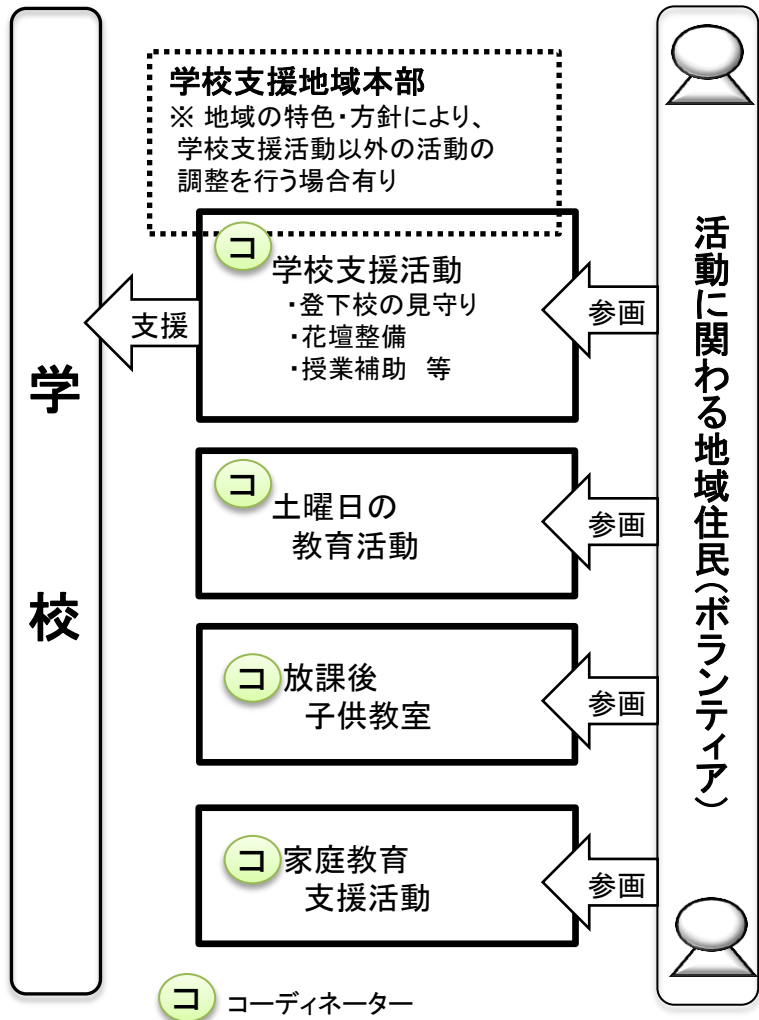 学校支援地域本部
※ 地域の特色・方針により、
学校支援活動以外の活動の
調整を行う場合有り
コ
学校支援活動
・登下校の見守り
・花壇整備
・授業補助　等
支援
参画
学校
コ
土曜日の
教育活動
参画
コ
放課後
子供教室
参画
コ
家庭教育
支援活動
参画
活動に関わる地域住民(ボランティア)
コ コーディネーター